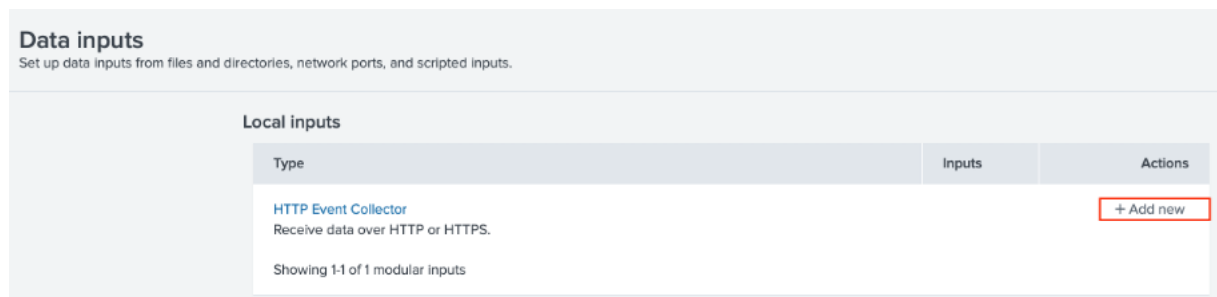 Data inputs
Set up data inputs from files and directories, network ports, and scripted inputs.
Local inputs
Type Inputs Actions
HTTP Event Collector + Add new
Receive data over HTTP or HTTPS.
Showing 1-1 of 1 modular inputs